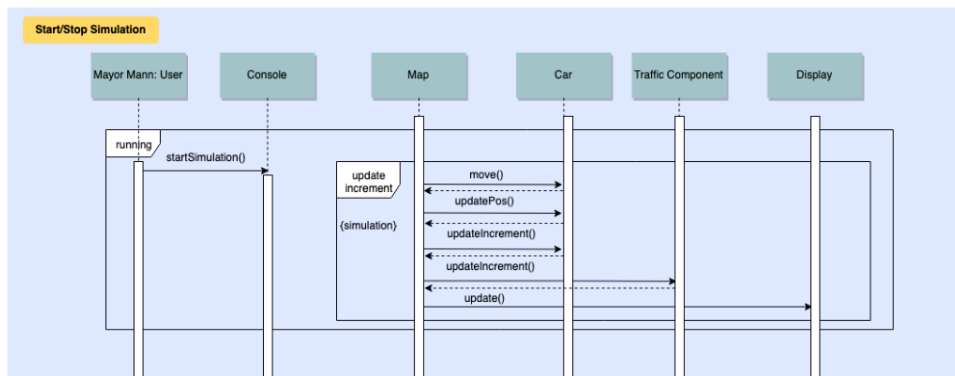 Start/Stop Simulation
Mayor Mann: User
Console
Map
Car
Traffic Component
Display
running
startSimulation()
update
increment
move()
updatePos()
{simulation}
updateIncrement()
updateIncrement()
update()